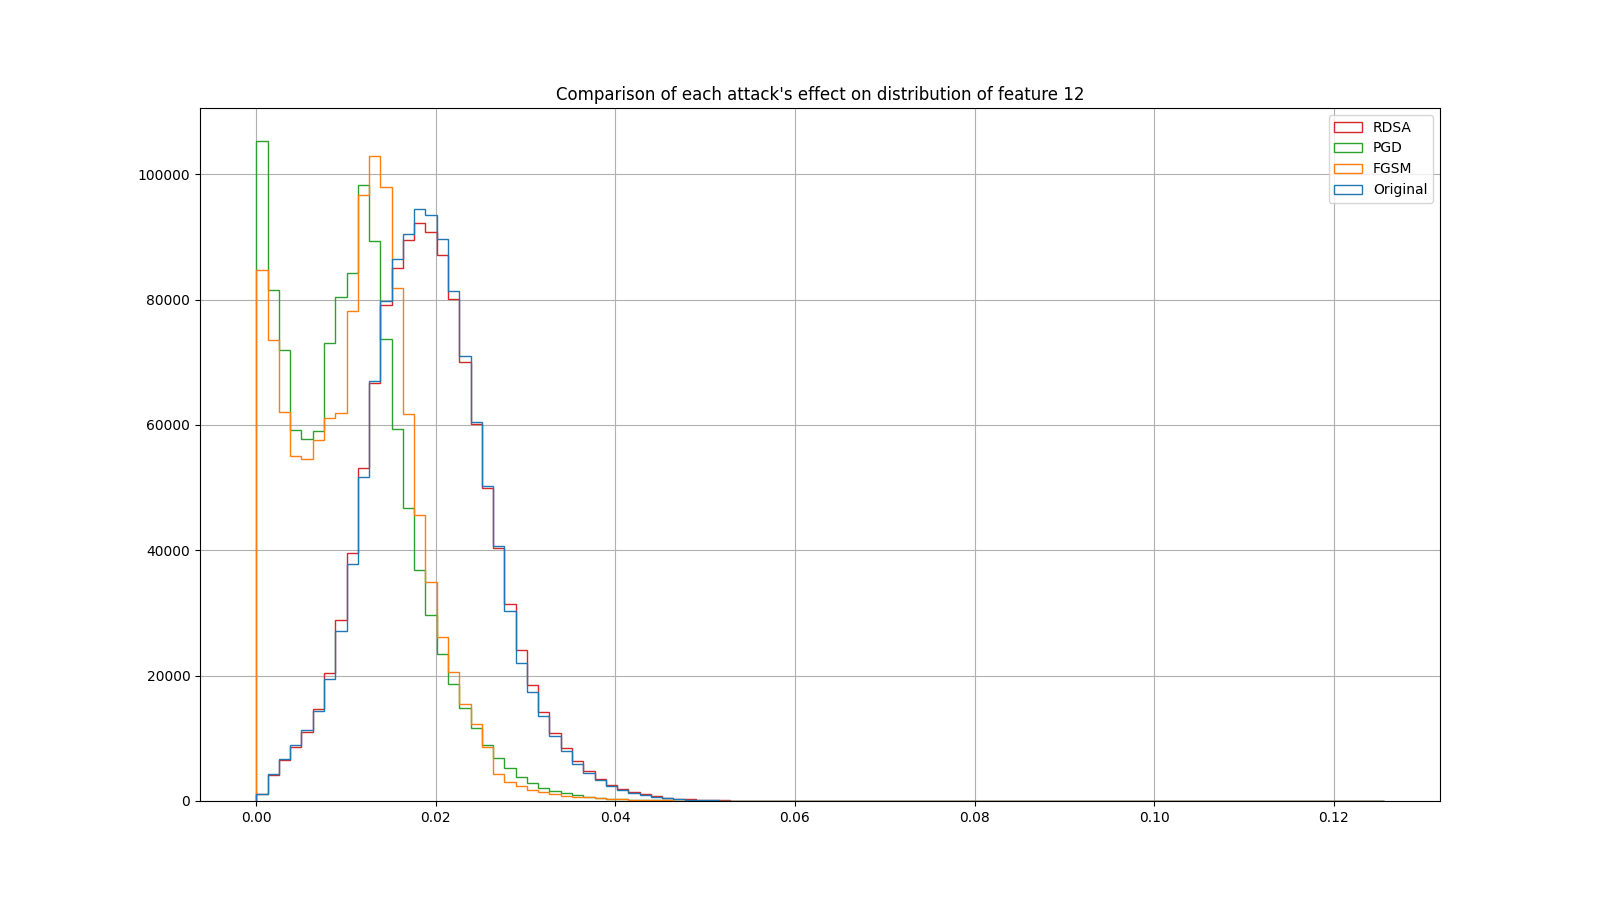 Comparison of each attack's effect on distribution of feature 12
RDSA
PGD
FGSM
Original
100000
80000
60000
40000
20000
0
0.00 0.02 0.04 0.06 0.08 0.10 0.12